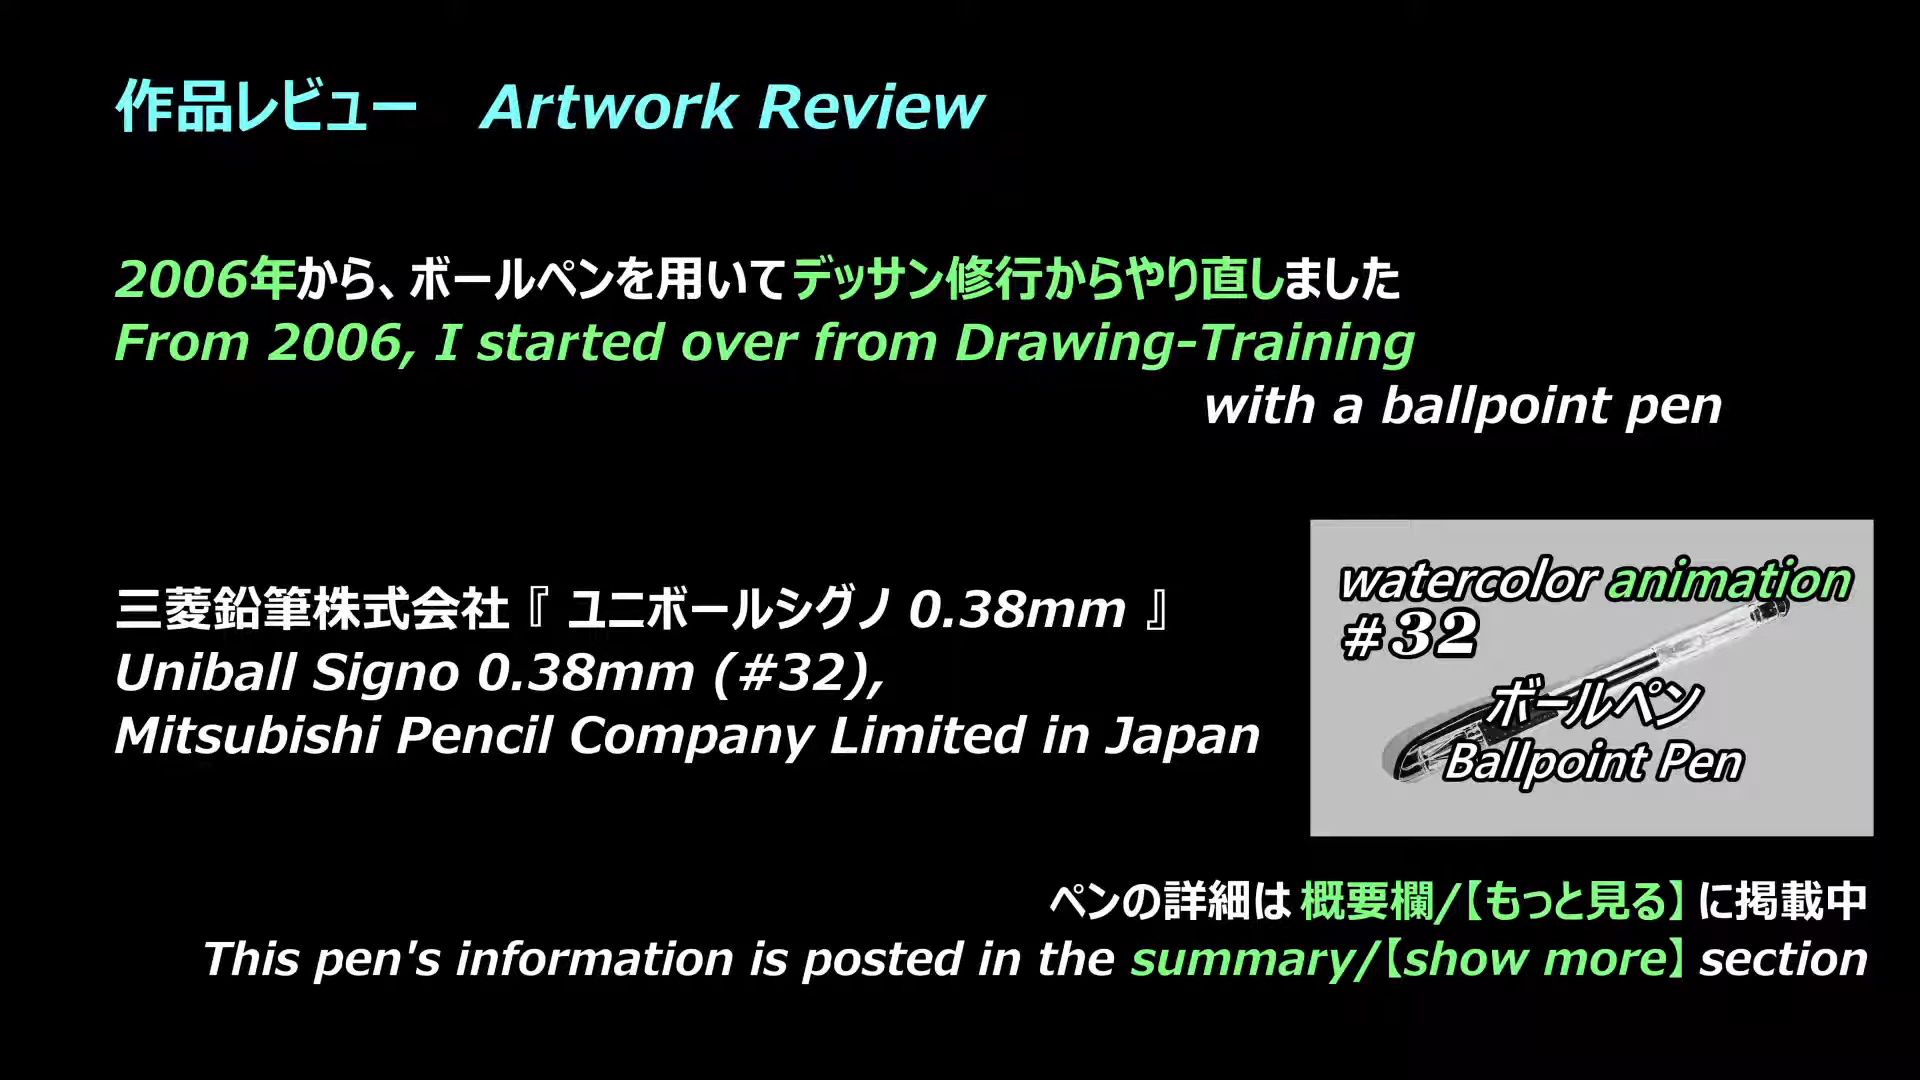 作品レビュー　Artwork Review
2006年から、ボールペンを用いてデッサン修行からやり直しました
From 2006, I started over from Drawing-Training
with a ballpoint pen
三菱鉛筆株式会社『 ユニボールシグノ 0.38mm 』
Uniball Signo 0.38mm (#32),
Mitsubishi Pencil Company Limited in Japan
watercolor animation
#32
ボールペン
Ballpoint Pen
ペンの詳細は 概要欄/【もっと見る】 に掲載中
This pen's information is posted in the summary/【show more】 section